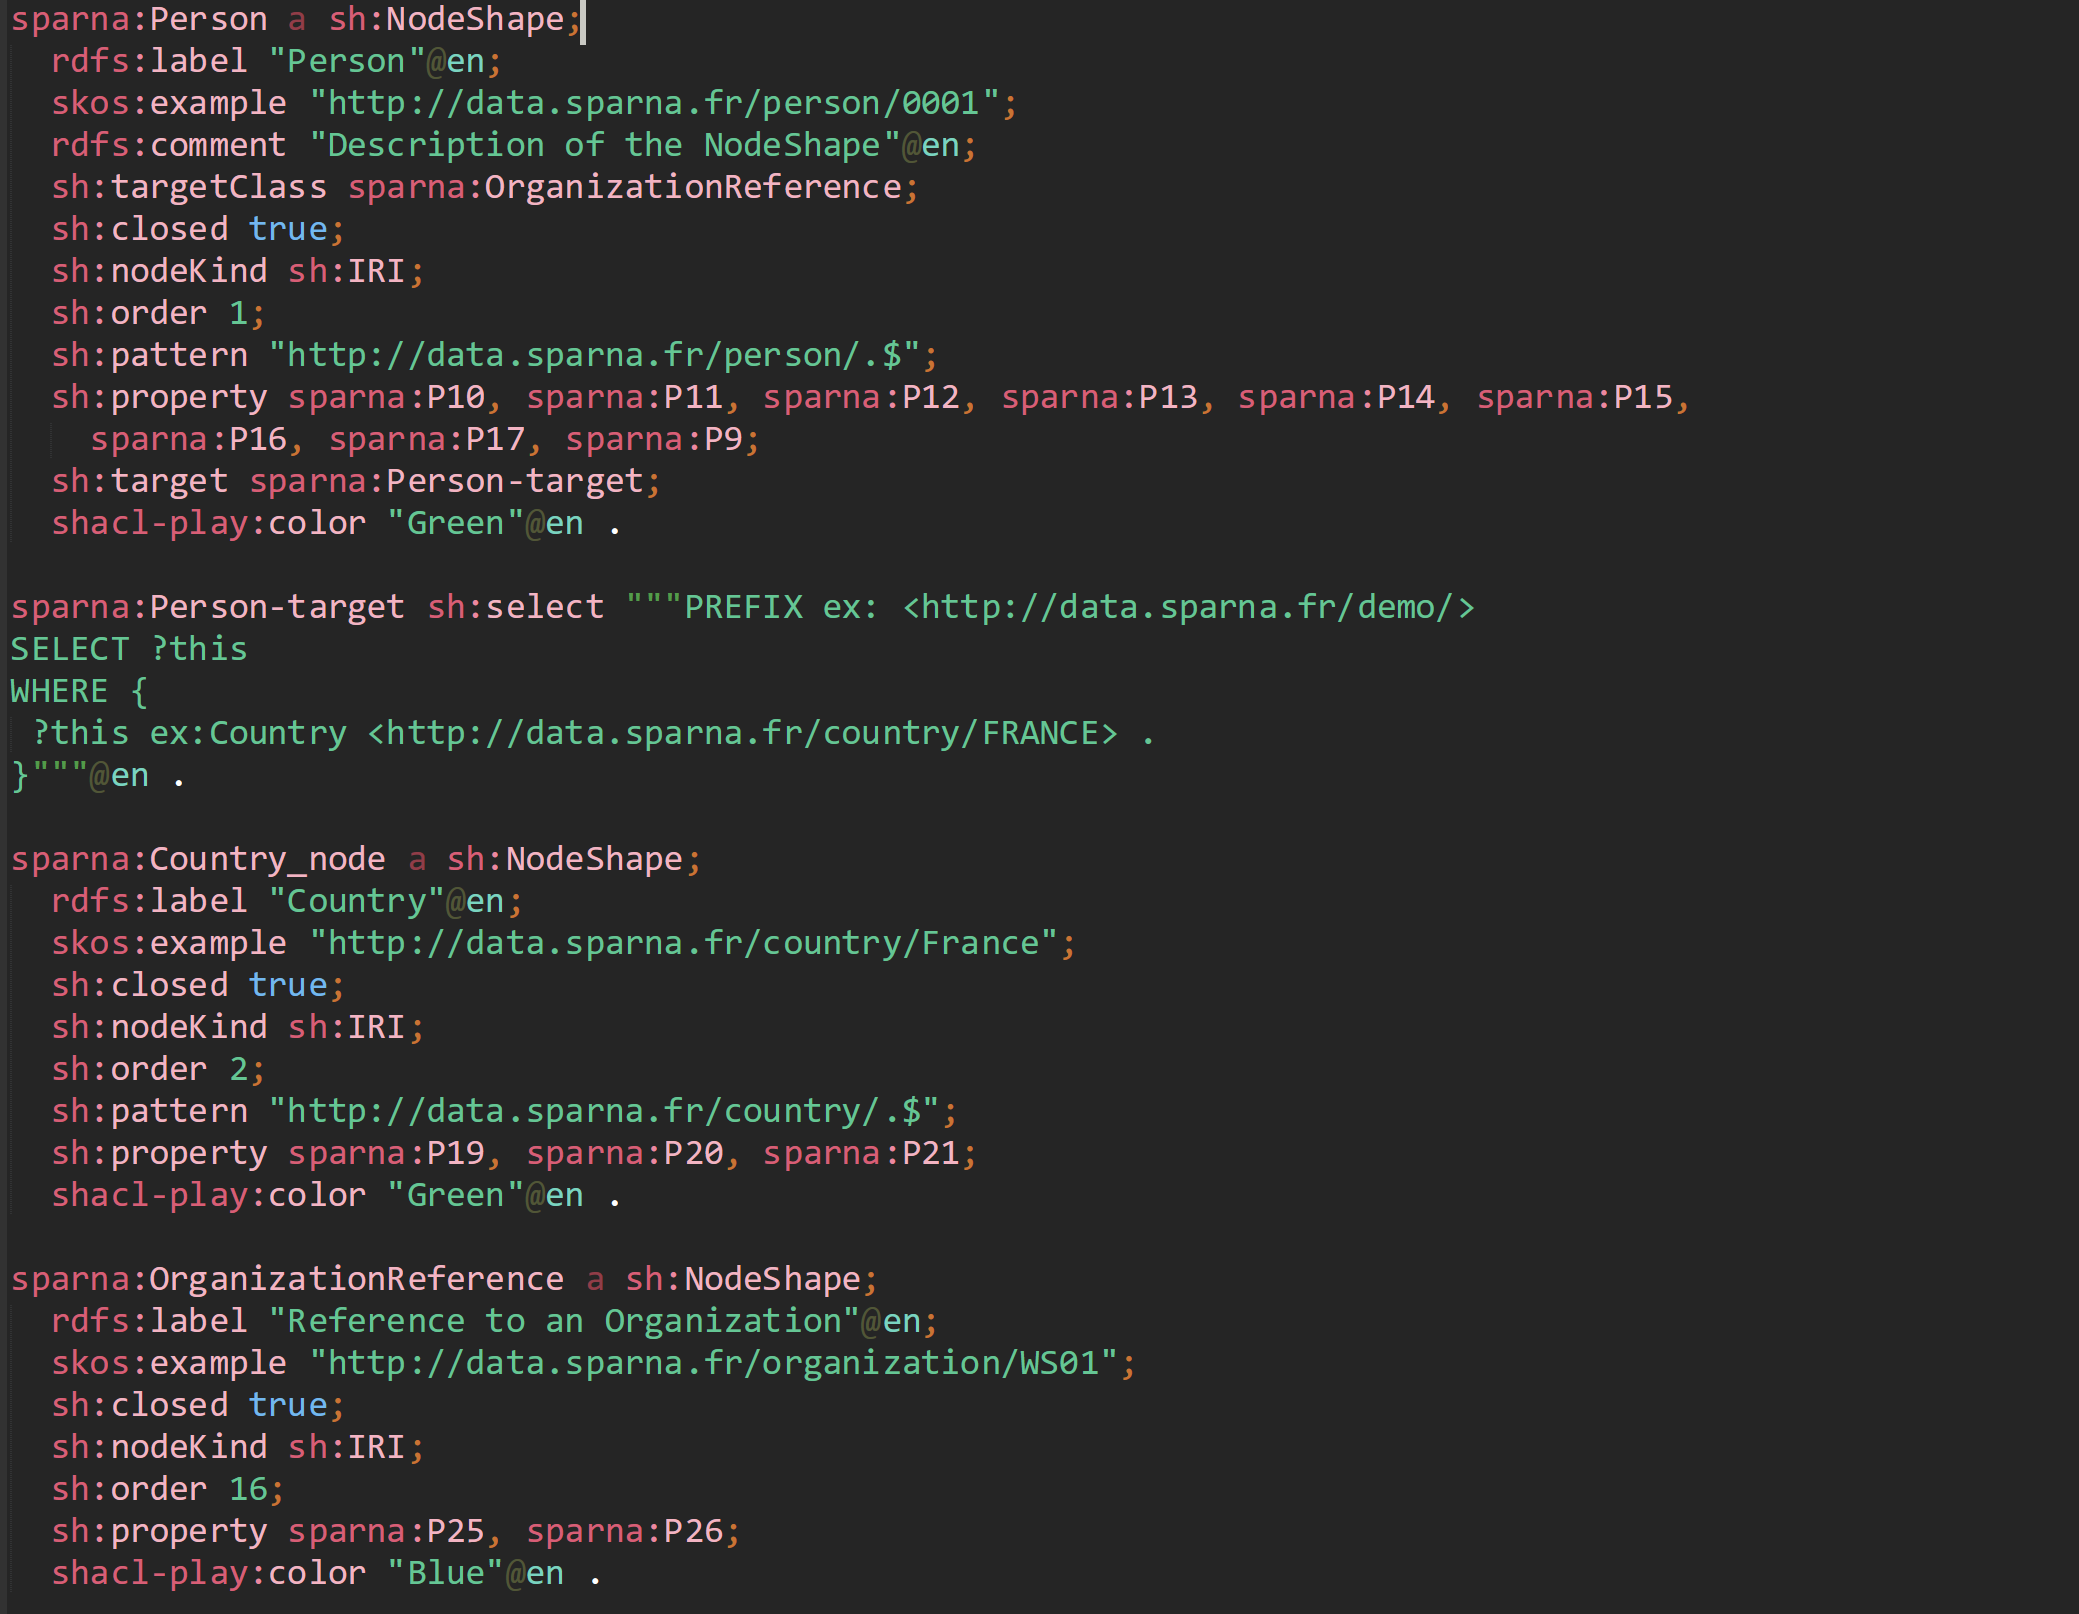 sparna:Person a sh:NodeShape;
  rdfs:label "Person"@en;
  skos:example "http://data.sparna.fr/person/0001";
  rdfs:comment "Description of the NodeShape"@en;
  sh:targetClass sparna:OrganizationReference;
  sh:closed true;
  sh:nodeKind sh:IRI;
  sh:order 1;
  sh:pattern "http://data.sparna.fr/person/.$";
  sh:property sparna:P10, sparna:P11, sparna:P12, sparna:P13, sparna:P14, sparna:P15,
    sparna:P16, sparna:P17, sparna:P9;
  sh:target sparna:Person-target;
  shacl-play:color "Green"@en .

sparna:Person-target sh:select """PREFIX ex: <http://data.sparna.fr/demo/>
SELECT ?this
WHERE {
 ?this ex:Country <http://data.sparna.fr/country/FRANCE> .
}"""@en .

sparna:Country_node a sh:NodeShape;
  rdfs:label "Country"@en;
  skos:example "http://data.sparna.fr/country/France";
  sh:closed true;
  sh:nodeKind sh:IRI;
  sh:order 2;
  sh:pattern "http://data.sparna.fr/country/.$";
  sh:property sparna:P19, sparna:P20, sparna:P21;
  shacl-play:color "Green"@en .

sparna:OrganizationReference a sh:NodeShape;
  rdfs:label "Reference to an Organization"@en;
  skos:example "http://data.sparna.fr/organization/WS01";
  sh:closed true;
  sh:nodeKind sh:IRI;
  sh:order 16;
  sh:property sparna:P25, sparna:P26;
  shacl-play:color "Blue"@en .